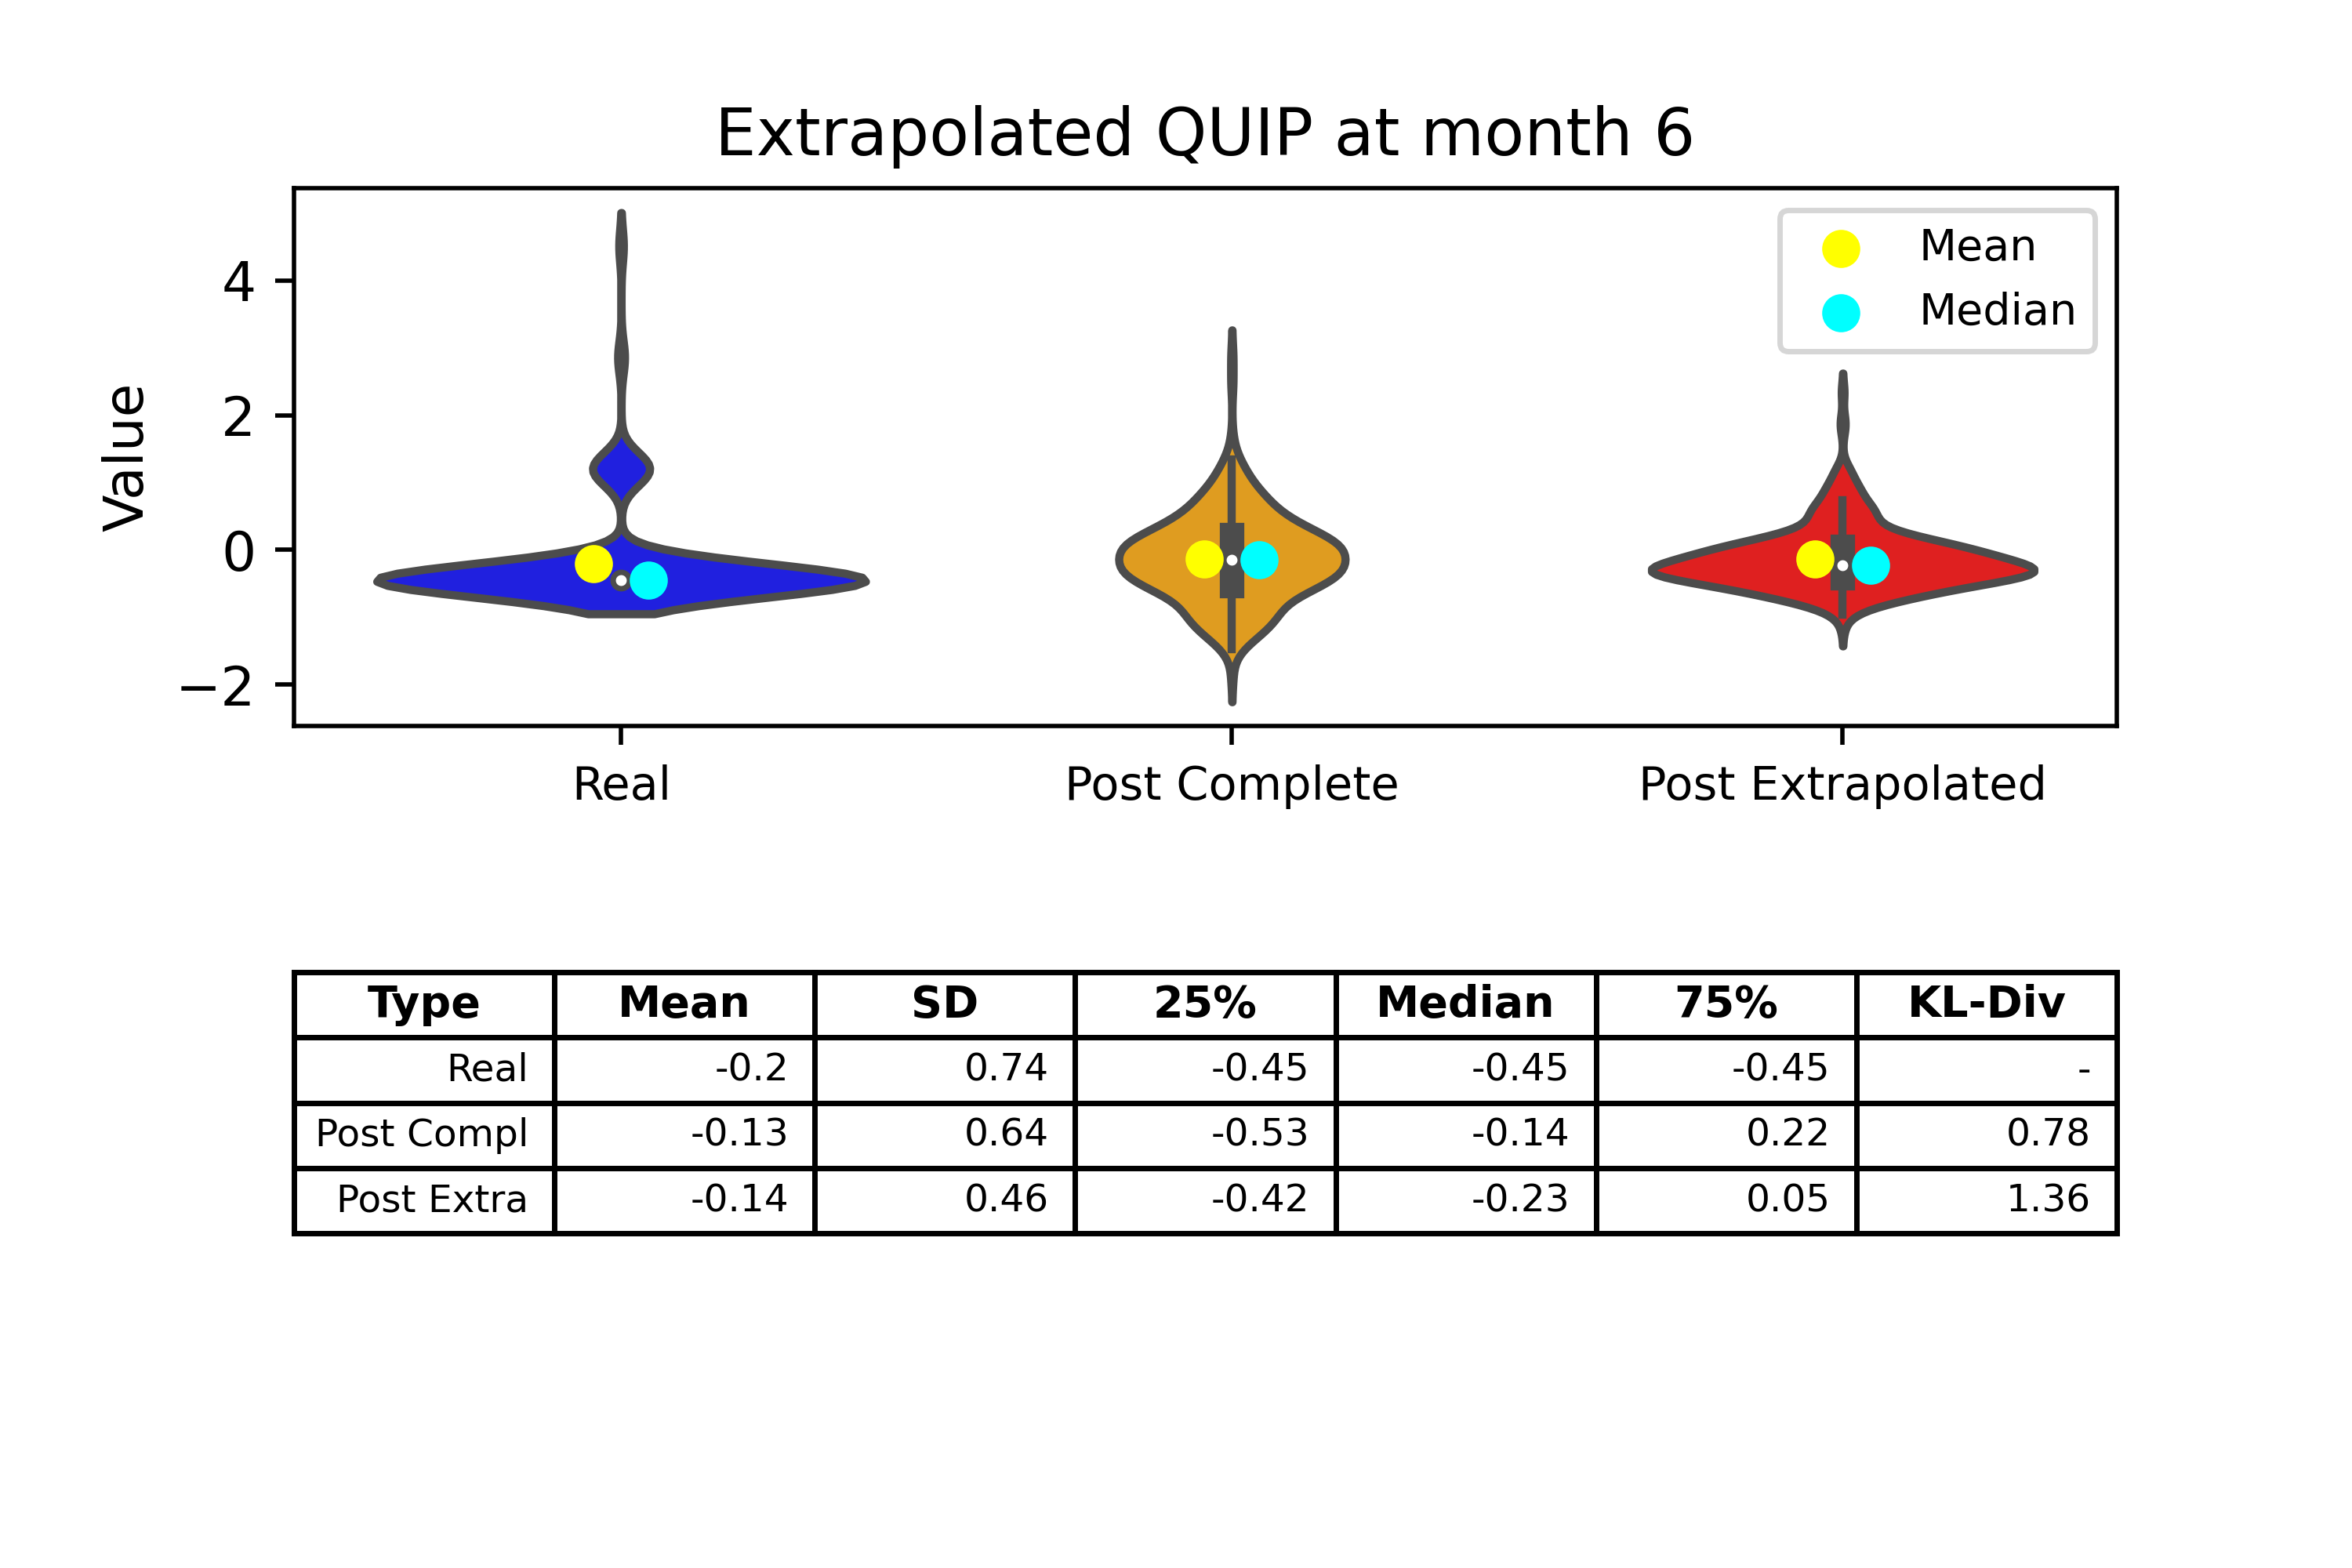 Extrapolated QUIP at month 6
Value
4
2
0
−2
Mean
Median
Real Post Complete Post Extrapolated
Type Mean SD 25% Median 75% KL-Div
Real -0.2 0.74 -0.45 -0.45 -0.45 -
Post Compl -0.13 0.64 -0.53 -0.14 0.22 0.78
Post Extra -0.14 0.46 -0.42 -0.23 0.05 1.36